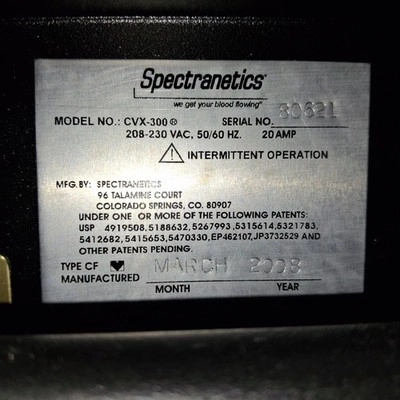 Spectranetics®
we get your blood flowing"
MODEL NO.: CVX-300® SERIAL NO. 80621
208-230 VAC, 50/60 HZ. 20 AMP
INTERMITTENT OPERATION
MFG.BY: SPECTRANETICS
96 TALAMINE COURT
COLORADO SPRINGS, CO. 80907
UNDER ONE OR MORE OF THE FOLLOWING PATENTS:
USP 4919508, 5188632, 5267993, 5315614, 5321783,
5412682, 5415653, 5470330, EP462107, JP3732529 AND
OTHER PATENTS PENDING.
TYPE CF MARCH 2008
MANUFACTURED
MONTH YEAR